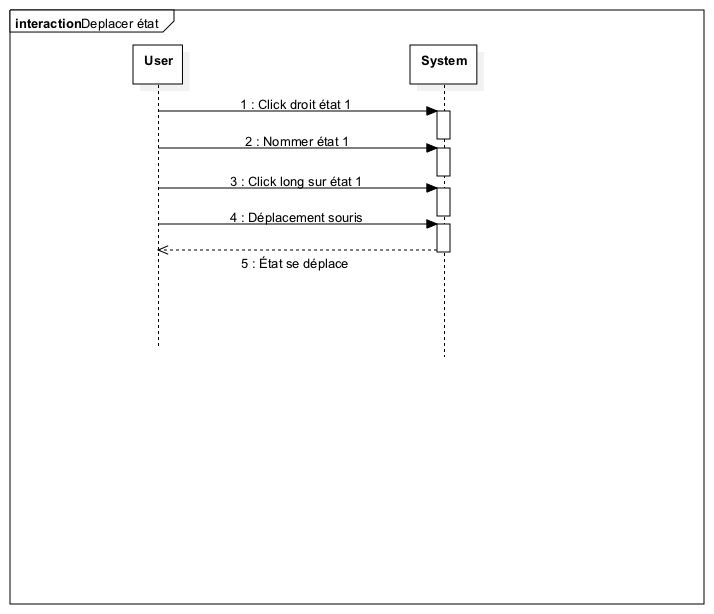 interactionDeplacer état
User
System
1 : Click droit état 1
2 : Nommer état 1
3 : Click long sur état 1
4 : Déplacement souris
5 : État se déplace